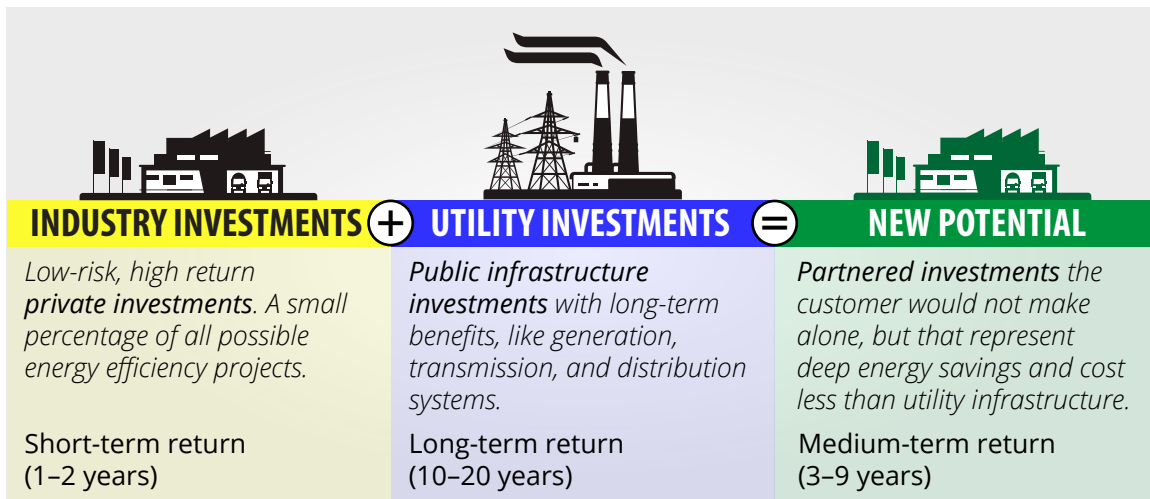 INDUSTRY INVESTMENTS + UTILITY INVESTMENTS = NEW POTENTIAL
Low-risk, high return
private investments. A small
percentage of all possible
energy efficiency projects.
Short-term return
(1–2 years)
Public infrastructure
investments with long-term
benefits, like generation,
transmission, and distribution
systems.
Long-term return
(10–20 years)
Partnered investments the
customer would not make
alone, but that represent
deep energy savings and cost
less than utility infrastructure.
Medium-term return
(3–9 years)